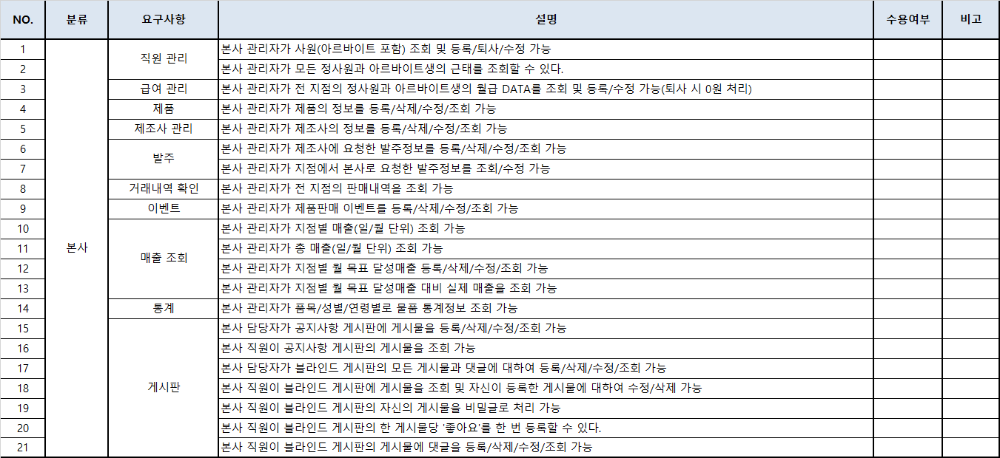 NO. 분류 요구사항 설명 수용여부 비고
1 본사 직원 관리 본사 관리자가 사원(아르바이트 포함) 조회 및 등록/퇴사/수정 가능
2 본사 관리자가 모든 정사원과 아르바이트생의 근태를 조회할 수 있다.
3 급여 관리 본사 관리자가 전 지점의 정사원과 아르바이트생의 월급 DATA를 조회 및 등록/수정 가능(퇴사 시 0원 처리)
4 제품 본사 관리자가 제품의 정보를 등록/삭제/수정/조회 가능
5 제조사 관리 본사 관리자가 제조사의 정보를 등록/삭제/수정/조회 가능
6 발주 본사 관리자가 제조사에 요청한 발주정보를 등록/삭제/수정/조회 가능
7 본사 관리자가 지점에서 본사로 요청한 발주정보를 조회/수정 가능
8 거래내역 확인 본사 관리자가 전 지점의 판매내역을 조회 가능
9 이벤트 본사 관리자가 제품판매 이벤트를 등록/삭제/수정/조회 가능
10 매출 조회 본사 관리자가 지점별 매출(일/월 단위) 조회 가능
11 본사 관리자가 총 매출(일/월 단위) 조회 가능
12 본사 관리자가 지점별 월 목표 달성매출 등록/삭제/수정/조회 가능
13 본사 관리자가 지점별 월 목표 달성매출 대비 실제 매출을 조회 가능
14 통계 본사 관리자가 품목/성별/연령별로 물품 통계정보 조회 가능
15 게시판 본사 담당자가 공지사항 게시판에 게시물을 등록/삭제/수정/조회 가능
16 본사 직원이 공지사항 게시판의 게시물을 조회 가능
17 본사 담당자가 블라인드 게시판의 모든 게시물과 댓글에 대하여 등록/삭제/수정/조회 가능
18 본사 직원이 블라인드 게시판에 게시물을 조회 및 자신이 등록한 게시물에 대하여 수정/삭제 가능
19 본사 직원이 블라인드 게시판의 자신의 게시물을 비밀글로 처리 가능
20 본사 직원이 블라인드 게시판의 한 게시물당 '좋아요'를 한 번 등록할 수 있다.
21 본사 직원이 블라인드 게시판의 게시물에 댓글을 등록/삭제/수정/조회 가능